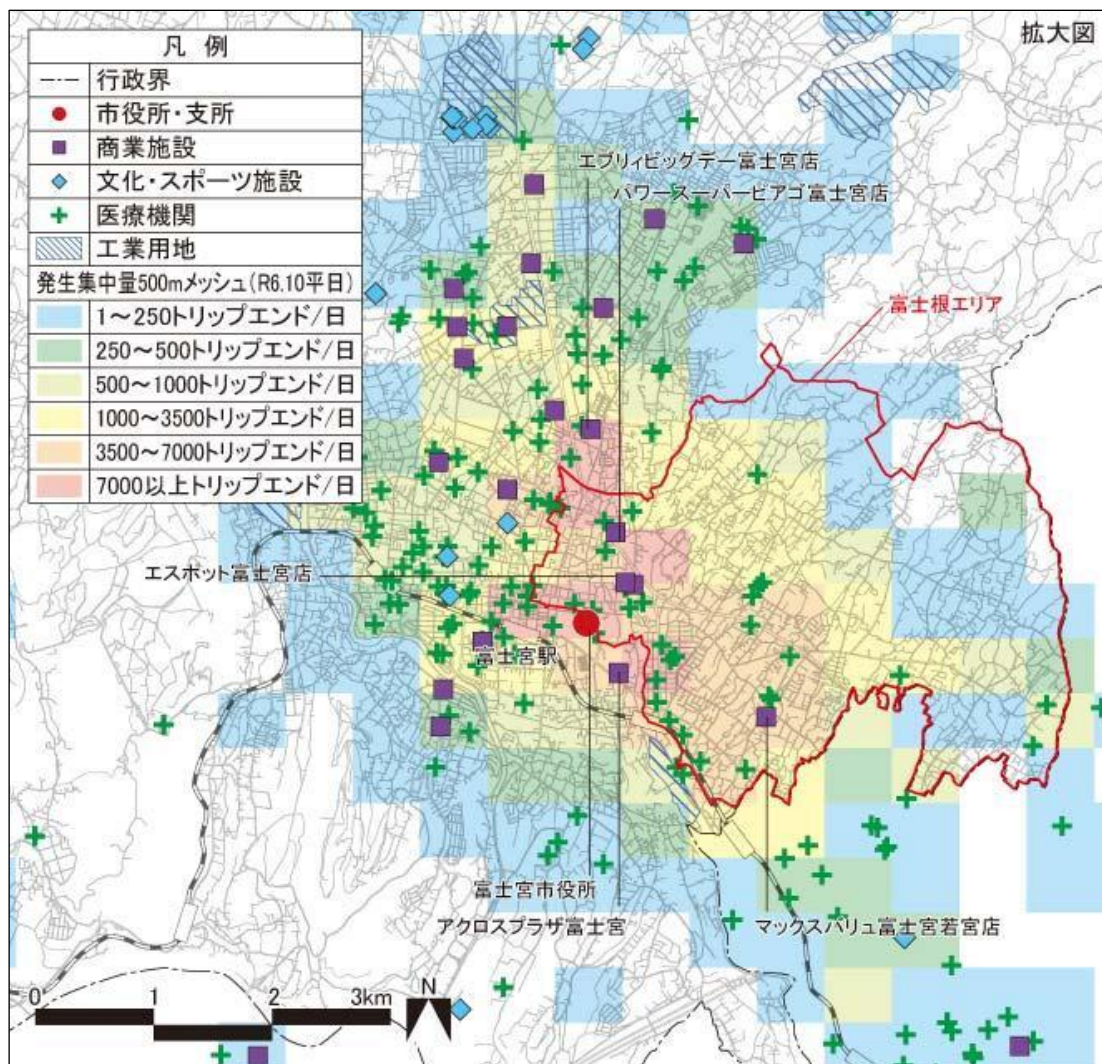 凡 例
行政界
市役所・支所
商業施設
文化・スポーツ施設
医療機関
工業用地
発生集中量500mメッシュ(R6.10平日)
1～250トリップエンド/日
250～500トリップエンド/日
500～1000トリップエンド/日
1000～3500トリップエンド/日
3500～7000トリップエンド/日
7000以上トリップエンド/日
拡大図
エブリィビッグデー富士宮店
パワースーパーピアゴ富士宮店
富士根エリア
エスポット富士宮店
富士宮駅
富士宮市役所
アクロスプラザ富士宮
マックスバリュ富士宮若宮店
0 1 2 3km
N